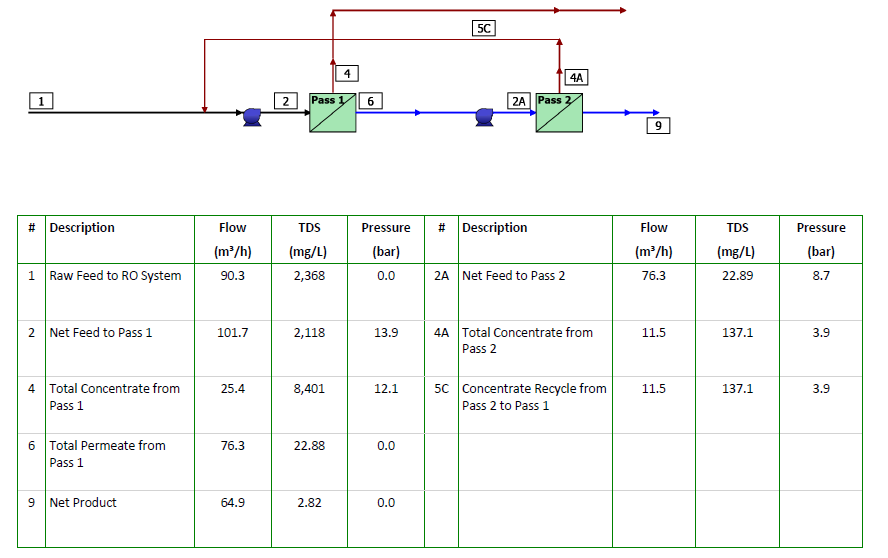 5C
4
4A
1
2
Pass 1
6
2A
Pass 2
9
# Description Flow TDS Pressure # Description Flow TDS Pressure
(m³/h) (mg/L) (bar) (m³/h) (mg/L) (bar)
1 Raw Feed to RO System 90.3 2,368 0.0 2A Net Feed to Pass 2 76.3 22.89 8.7
2 Net Feed to Pass 1 101.7 2,118 13.9 4A Total Concentrate from 11.5 137.1 3.9
Pass 2
4 Total Concentrate from 25.4 8,401 12.1 5C Concentrate Recycle from 11.5 137.1 3.9
Pass 1 Pass 2 to Pass 1
6 Total Permeate from 76.3 22.88 0.0
Pass 1
9 Net Product 64.9 2.82 0.0